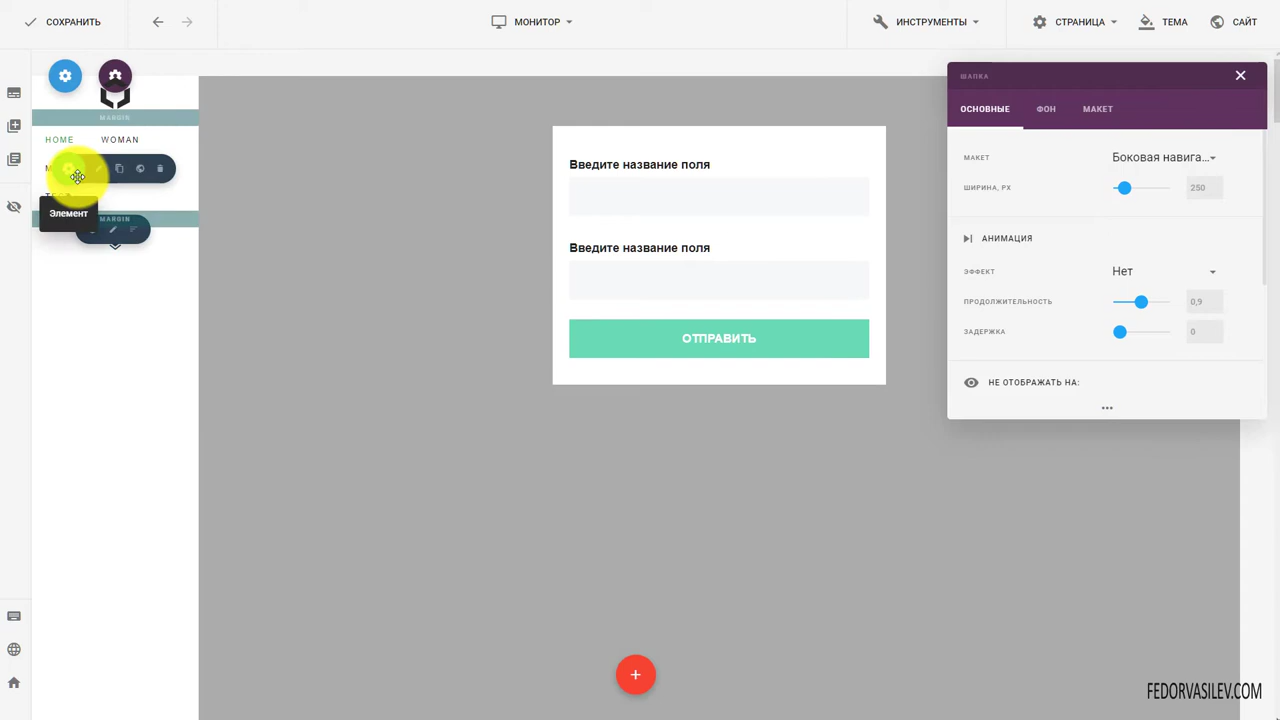 СОХРАНИТЬ
МОНИТОР
ИНСТРУМЕНТЫ
СТРАНИЦА
ТЕМА
САЙТ
MARGIN
HOME WOMAN
Элемент
MARGIN
Введите название поля
Введите название поля
ОТПРАВИТЬ
ШАПКА
ОСНОВНЫЕ ФОН МАКЕТ
МАКЕТ Боковая навига...
ШИРИНА, PX 250
АНИМАЦИЯ
ЭФФЕКТ Нет
ПРОДОЛЖИТЕЛЬНОСТЬ 0,9
ЗАДЕРЖКА 0
НЕ ОТОБРАЖАТЬ НА:
FEDORVASILEV.COM